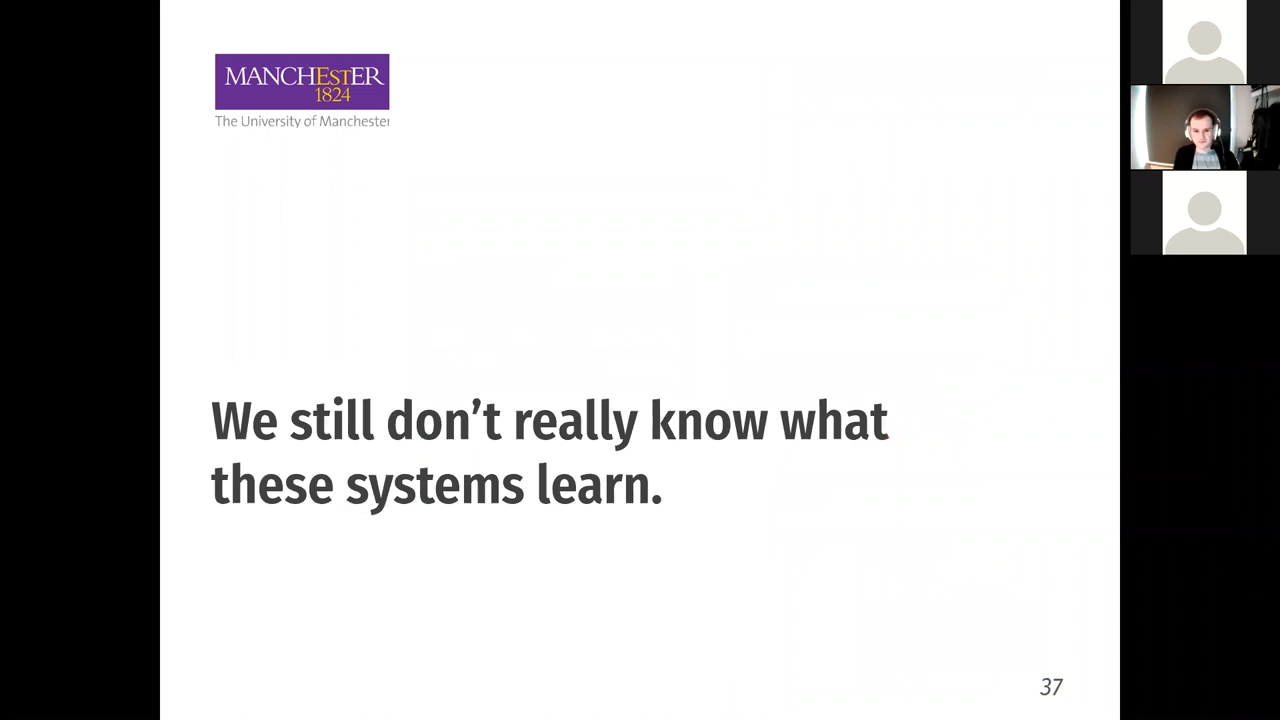 MANCHESTER
1824
The University of Manchester
We still don't really know what
these systems learn.
37